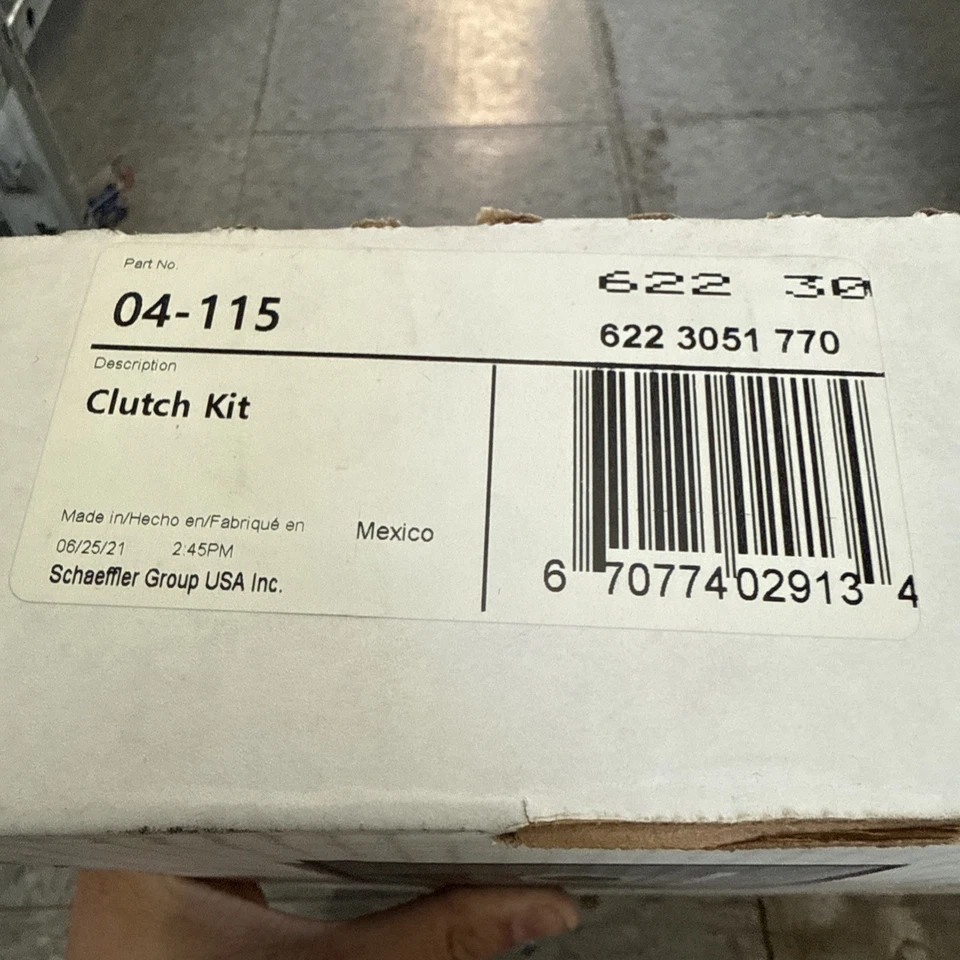 Part No.
04-115
622 30
622 3051 770
Description
Clutch Kit
Made in/Hecho en/Fabriqué en
Mexico
06/25/21 2:45PM
Schaeffler Group USA Inc.
6 70774 02913 4